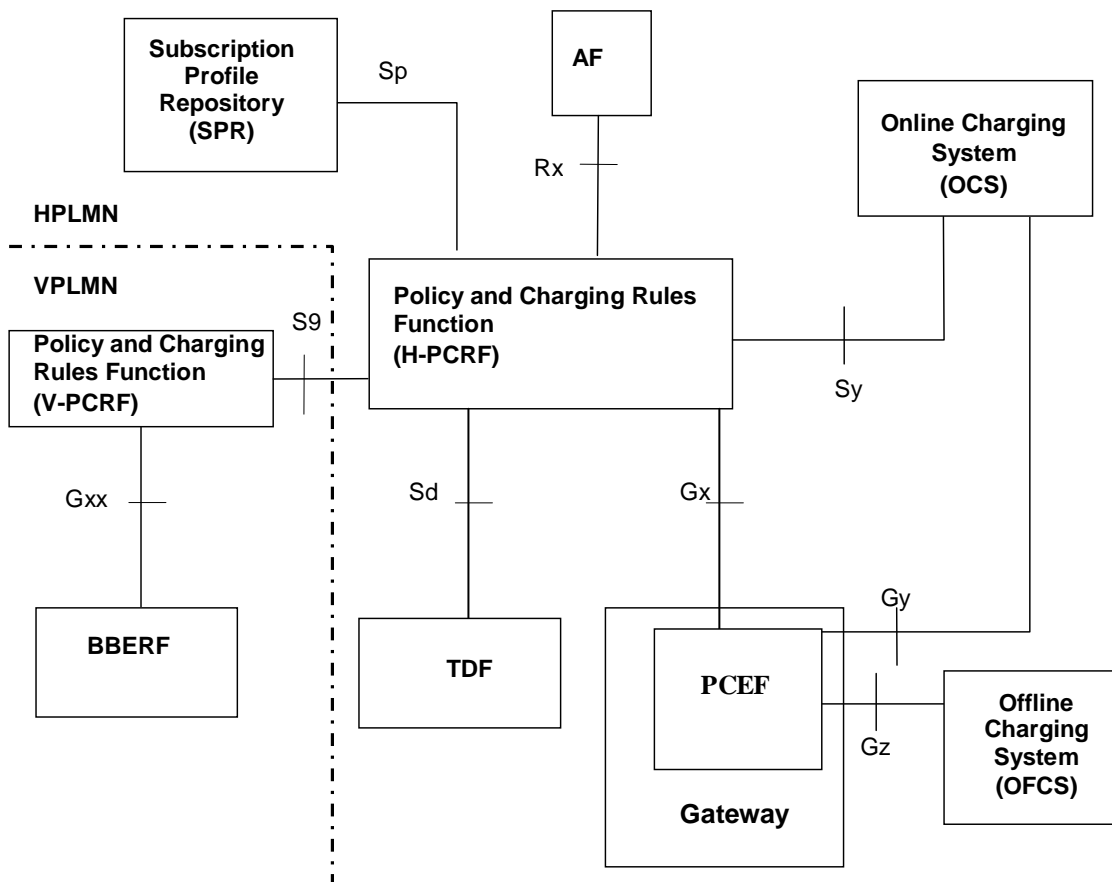 Subscription
Profile
Repository
(SPR)
Sp
AF
Rx
Online Charging
System
(OCS)
HPLMN
VPLMN
S9
Policy and Charging Rules
Function
(H-PCRF)
Policy and Charging
Rules Function
(V-PCRF)
Sy
Gxx
Sd
Gx
Gy
BBERF
TDF
PCEF
Gz
Offline
Charging
System
(OFCS)
Gateway